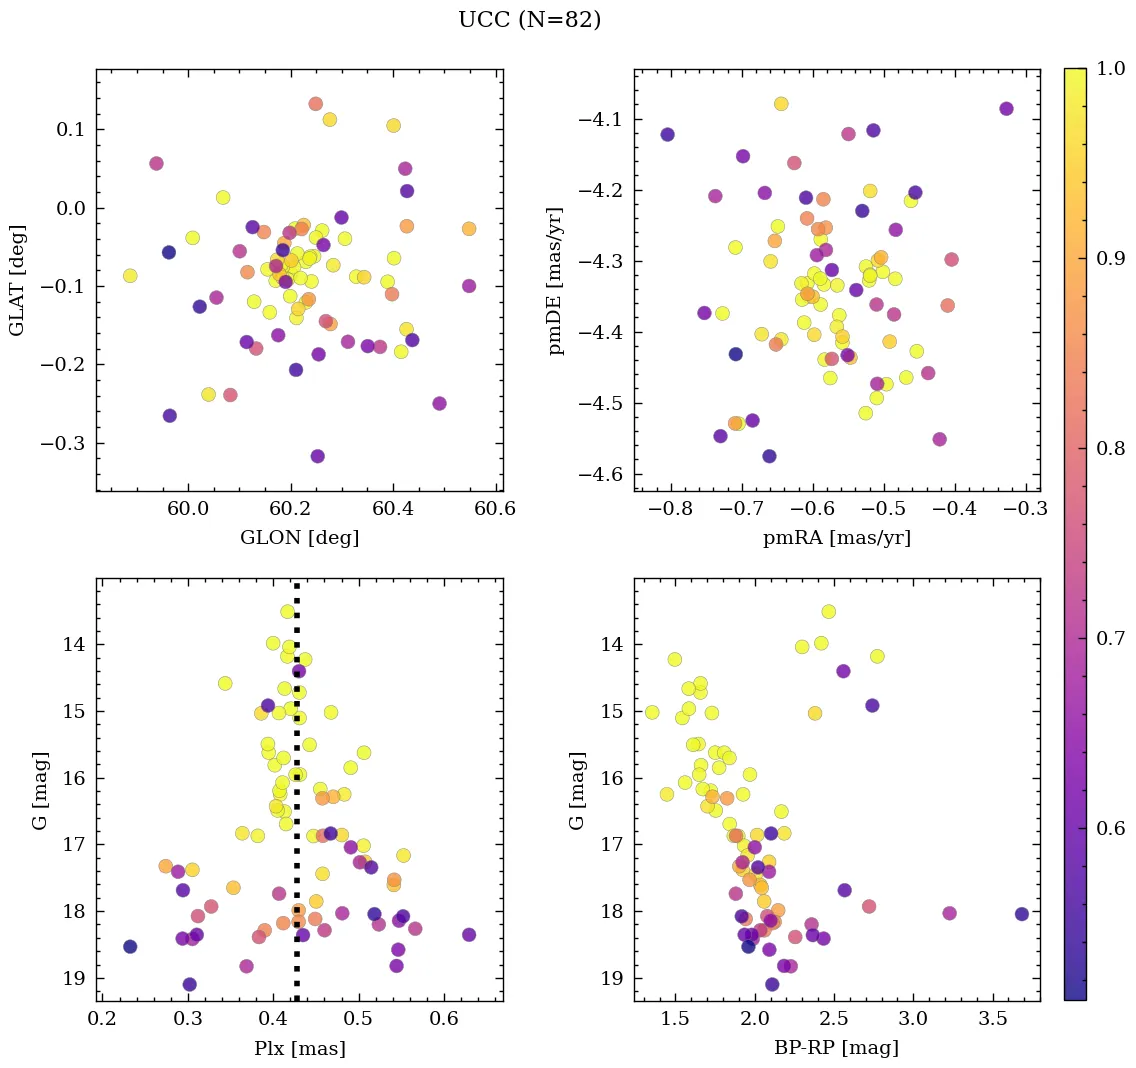 UCC (N=82)
0.1
0.0
−0.1
−0.2
−0.3
GLAT [deg]
60.0 60.2 60.4 60.6
GLON [deg]
−4.1
−4.2
−4.3
−4.4
−4.5
−4.6
pmDE [mas/yr]
−0.8 −0.7 −0.6 −0.5 −0.4 −0.3
pmRA [mas/yr]
1.0
0.9
0.8
0.7
0.6
14
15
16
17
18
19
G [mag]
0.2 0.3 0.4 0.5 0.6
Plx [mas]
14
15
16
17
18
19
G [mag]
1.5 2.0 2.5 3.0 3.5
BP-RP [mag]